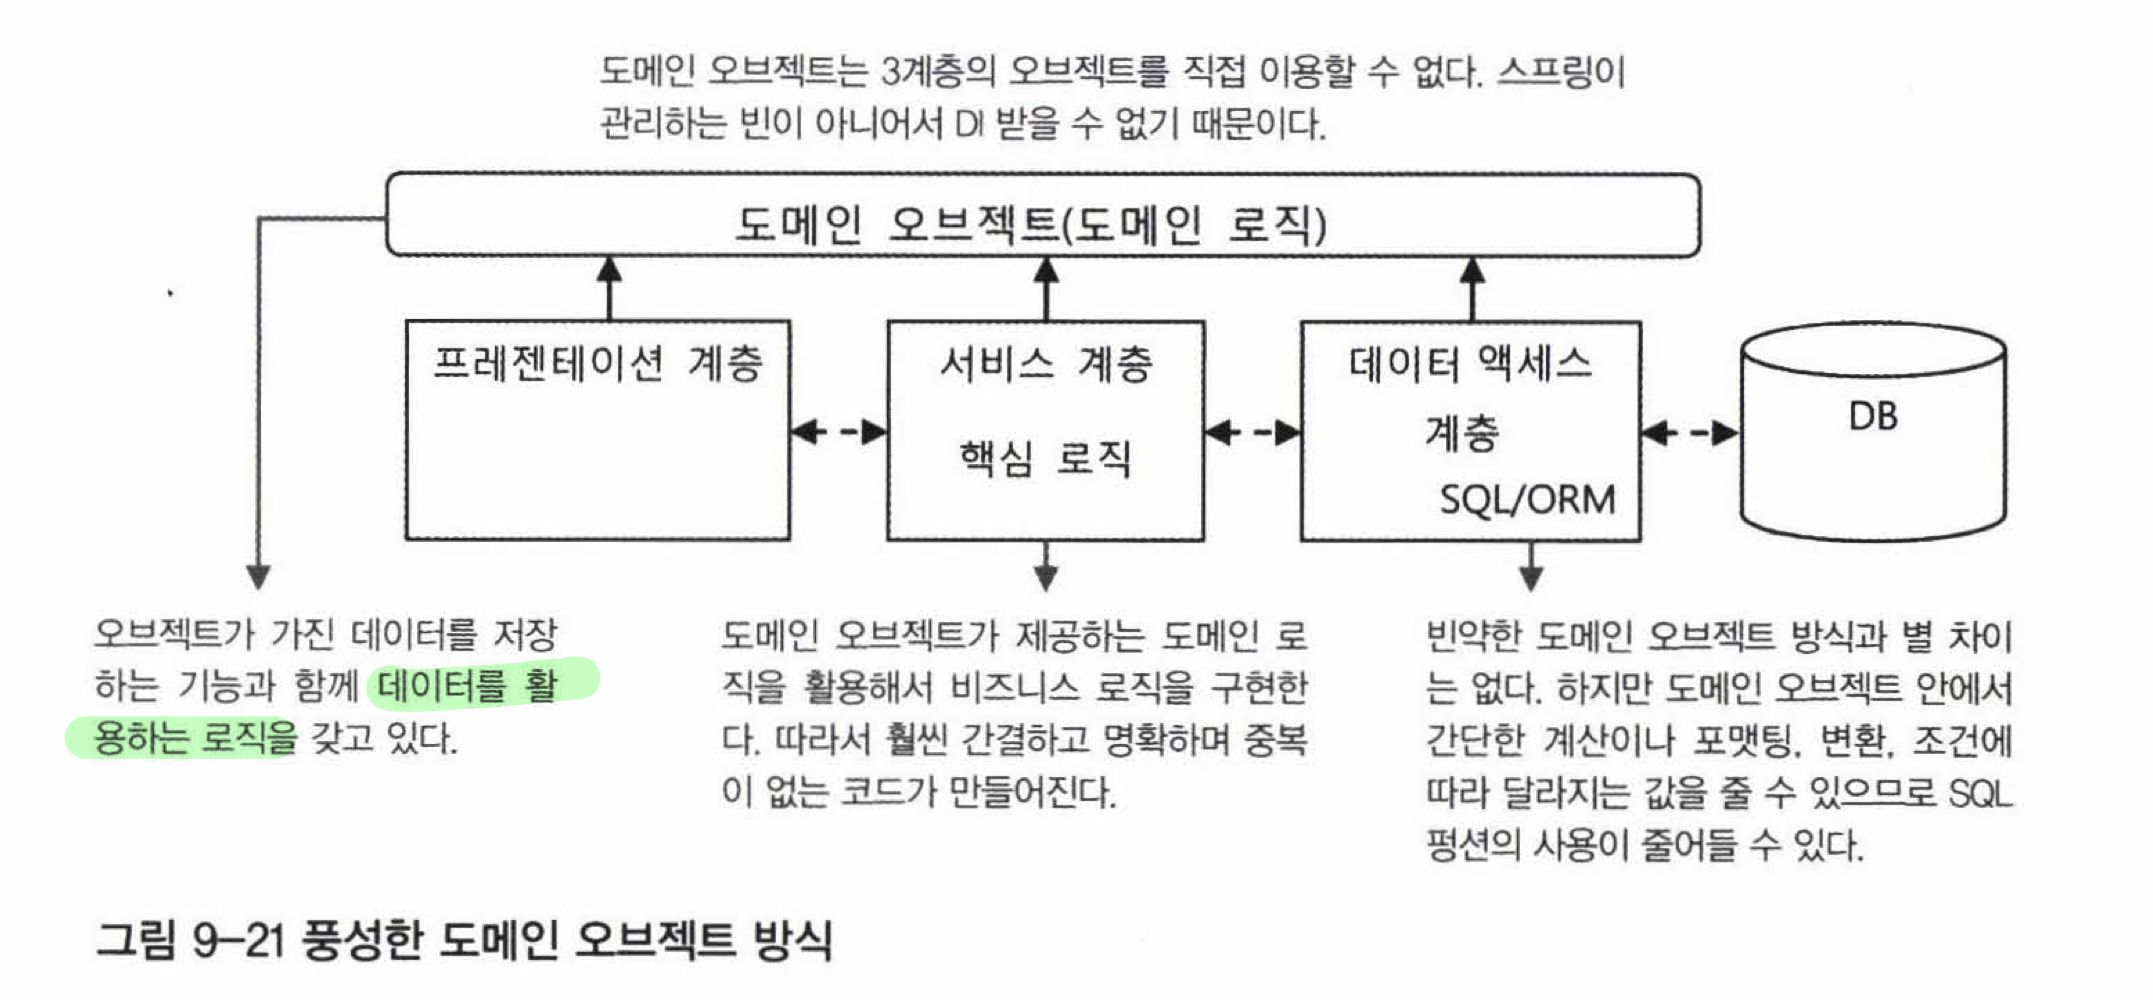 도메인 오브젝트는 3계층의 오브젝트를 직접 이용할 수 없다. 스프링이
관리하는 빈이 아니어서 DI 받을 수 없기 때문이다.
도메인 오브젝트(도메인 로직)
프레젠테이션 계층
서비스 계층
핵심 로직
데이터 액세스
계층
SQL/ORM
DB
오브젝트가 가진 데이터를 저장
하는 기능과 함께 데이터를 활
용하는 로직을 갖고 있다.
도메인 오브젝트가 제공하는 도메인 로
직을 활용해서 비즈니스 로직을 구현한
다. 따라서 훨씬 간결하고 명확하며 중복
이 없는 코드가 만들어진다.
빈약한 도메인 오브젝트 방식과 별 차이
는 없다. 하지만 도메인 오브젝트 안에서
간단한 계산이나 포맷팅, 변환, 조건에
따라 달라지는 값을 줄 수 있으므로 SQL
펑션의 사용이 줄어들 수 있다.
그림 9-21 풍성한 도메인 오브젝트 방식